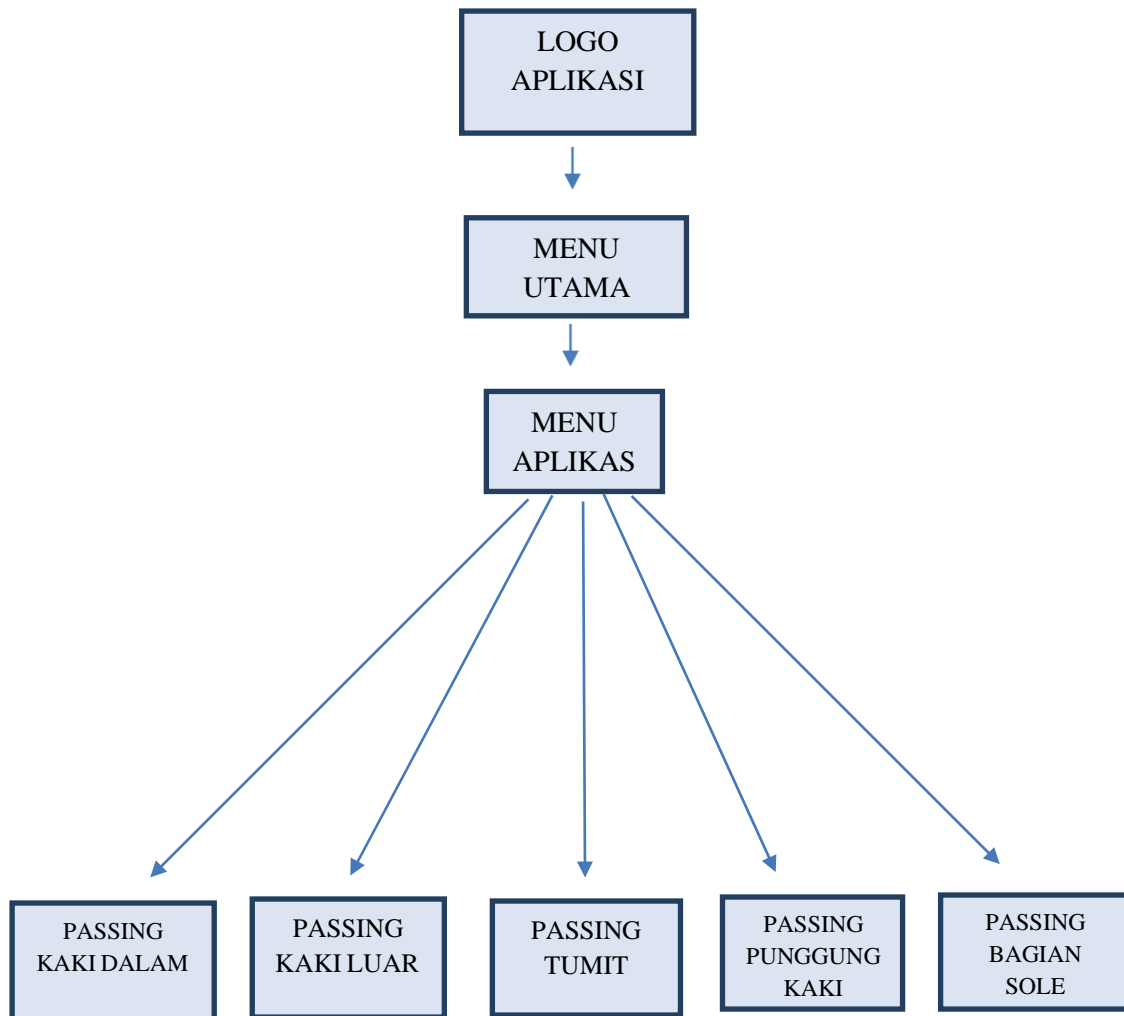 LOGO
APLIKASI
MENU
UTAMA
MENU
APLIKAS
PASSING
KAKI DALAM
PASSING
KAKI LUAR
PASSING
TUMIT
PASSING
PUNGGUNG
KAKI
PASSING
BAGIAN
SOLE